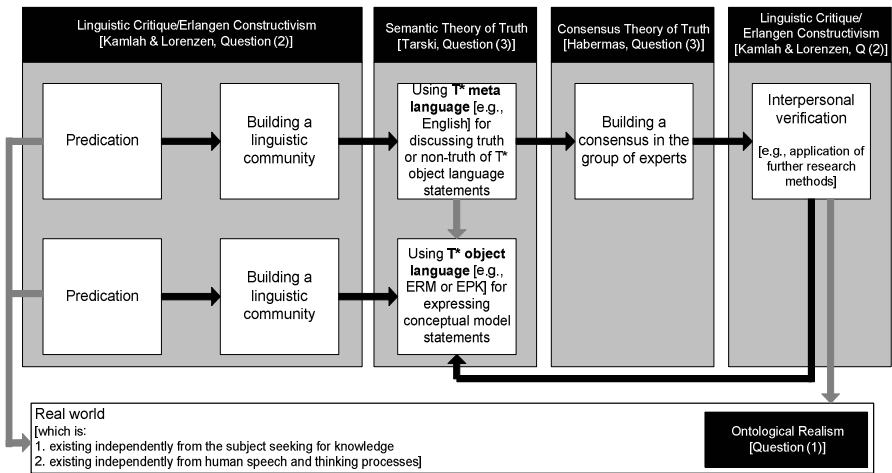 Linguistic Critique/Erlangen Constructivism
[Kamlah & Lorenzen, Question (2)]
Semantic Theory of Truth
[Tarski, Question (3)]
Consensus Theory of Truth
[Habermas, Question (3)]
Linguistic Critique/
Erlangen Constructivism
[Kamlah & Lorenzen, Q (2)]
Predication
Building a
linguistic
community
Using T* meta
language [e.g.,
English] for
discussing truth
or non-truth of T*
object language
statements
Building a
consensus in the
group of experts
Interpersonal
verification
[e.g., application of
further research
methods]
Predication
Building a
linguistic
community
Using T* object
language [e.g.,
ERM or EPK] for
expressing
conceptual model
statements
Real world
[which is:
1. existing independently from the subject seeking for knowledge
2. existing independently from human speech and thinking processes]
Ontological Realism
[Question (1)]